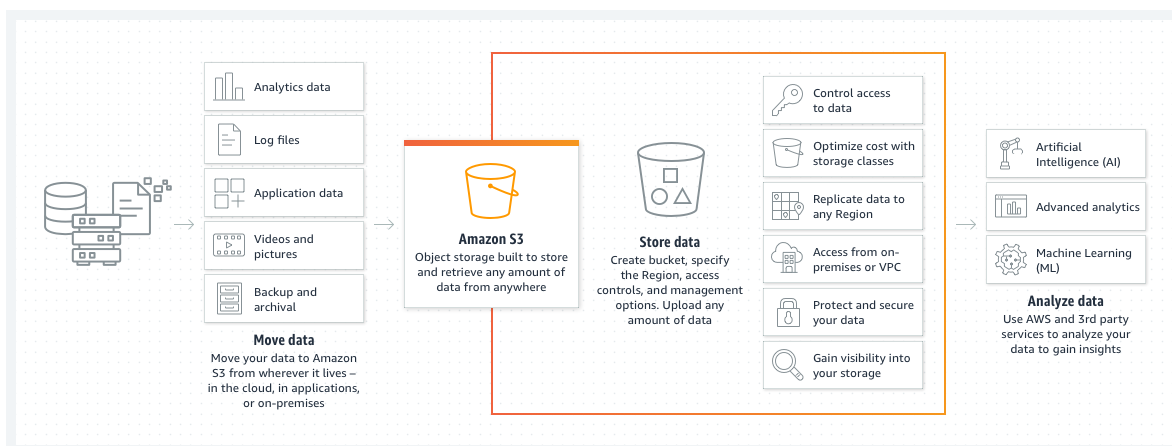 Analytics data
Log files
Application data
Videos and
pictures
Backup and
archival
Move data
Move your data to Amazon
S3 from wherever it lives –
in the cloud, in applications,
or on-premises
Amazon S3
Object storage built to store
and retrieve any amount of
data from anywhere
Store data
Create bucket, specify
the Region, access
controls, and management
options. Upload any
amount of data
Control access
to data
Optimize cost with
storage classes
Replicate data to
any Region
Access from on-
premises or VPC
Protect and secure
your data
Gain visibility into
your storage
Artificial
Intelligence (AI)
Advanced analytics
Machine Learning
(ML)
Analyze data
Use AWS and 3rd party
services to analyze your
data to gain insights